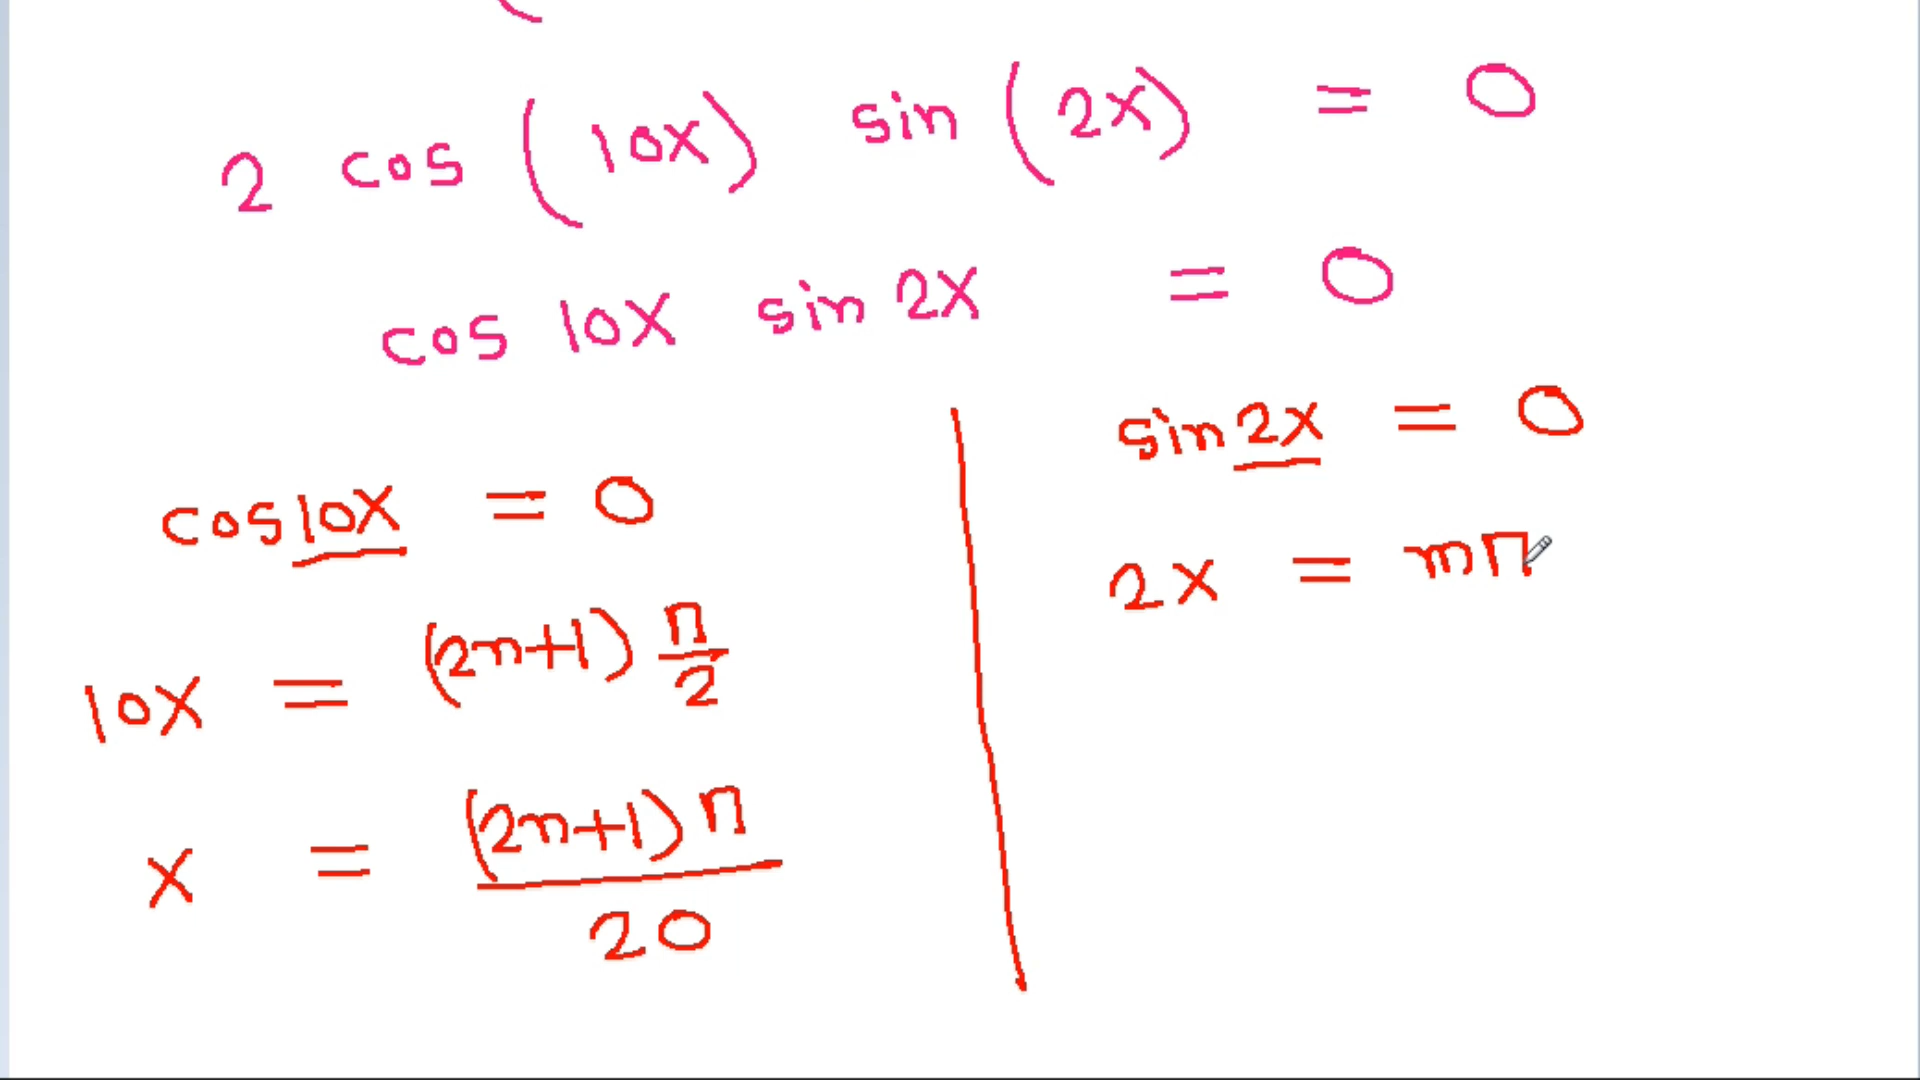 2 cos (10x) sin (2x) = 0
cos 10x sin 2x = 0
cos 10x = 0
10x = (2n+1) π/2
x = (2n+1)π/20
sin 2x = 0
2x = mπ